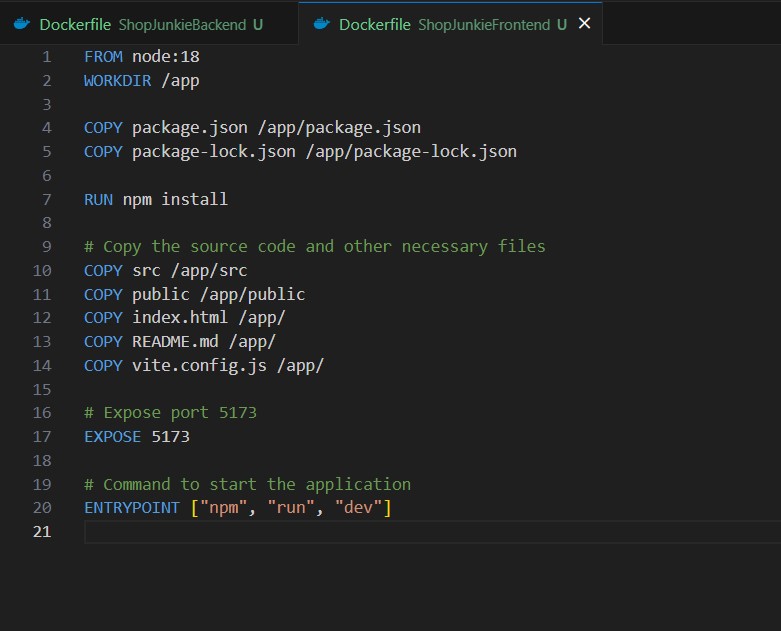 Dockerfile ShopJunkieBackend U Dockerfile ShopJunkieFrontend U
1 FROM node:18
2 WORKDIR /app
3
4 COPY package.json /app/package.json
5 COPY package-lock.json /app/package-lock.json
6
7 RUN npm install
8
9 # Copy the source code and other necessary files
10 COPY src /app/src
11 COPY public /app/public
12 COPY index.html /app/
13 COPY README.md /app/
14 COPY vite.config.js /app/
15
16 # Expose port 5173
17 EXPOSE 5173
18
19 # Command to start the application
20 ENTRYPOINT ["npm", "run", "dev"]
21